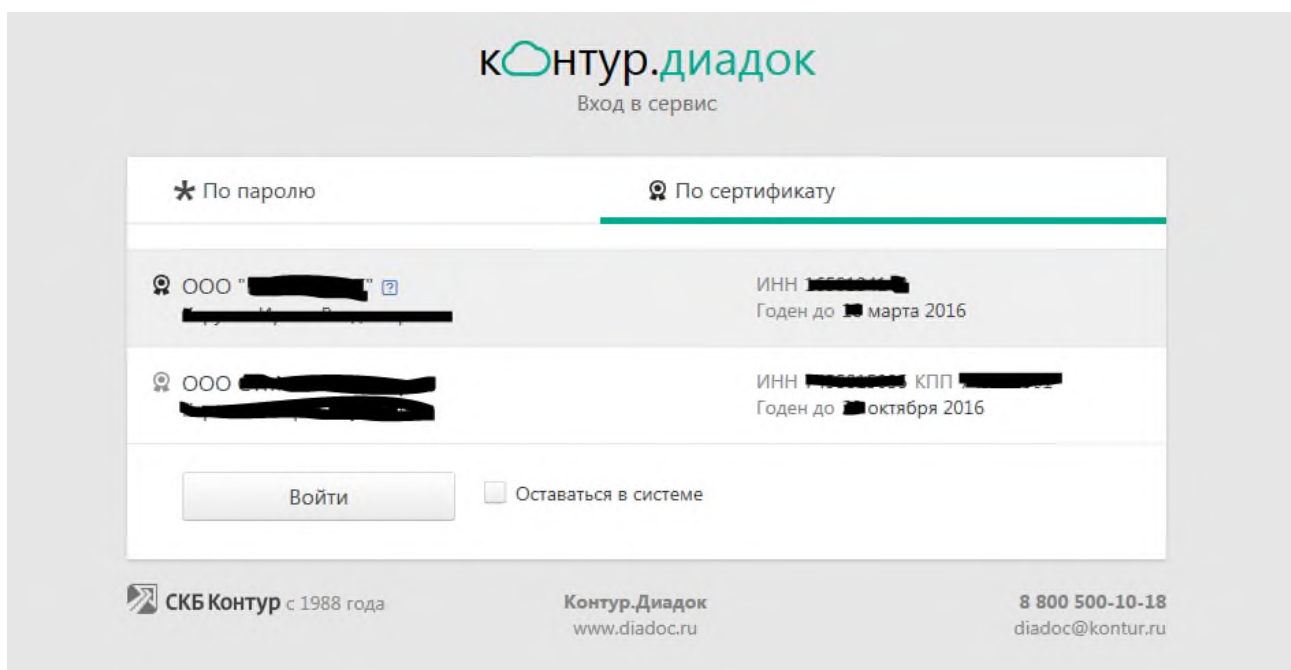 контур.диадок
Вход в сервис
По паролю
По сертификату
ООО " " ?
ИНН
Годен до марта 2016
ООО
ИНН КПП
Годен до октября 2016
Войти
Оставаться в системе
СКБ Контур с 1988 года
Контур.Диадок
www.diadoc.ru
8 800 500-10-18
diadoc@kontur.ru